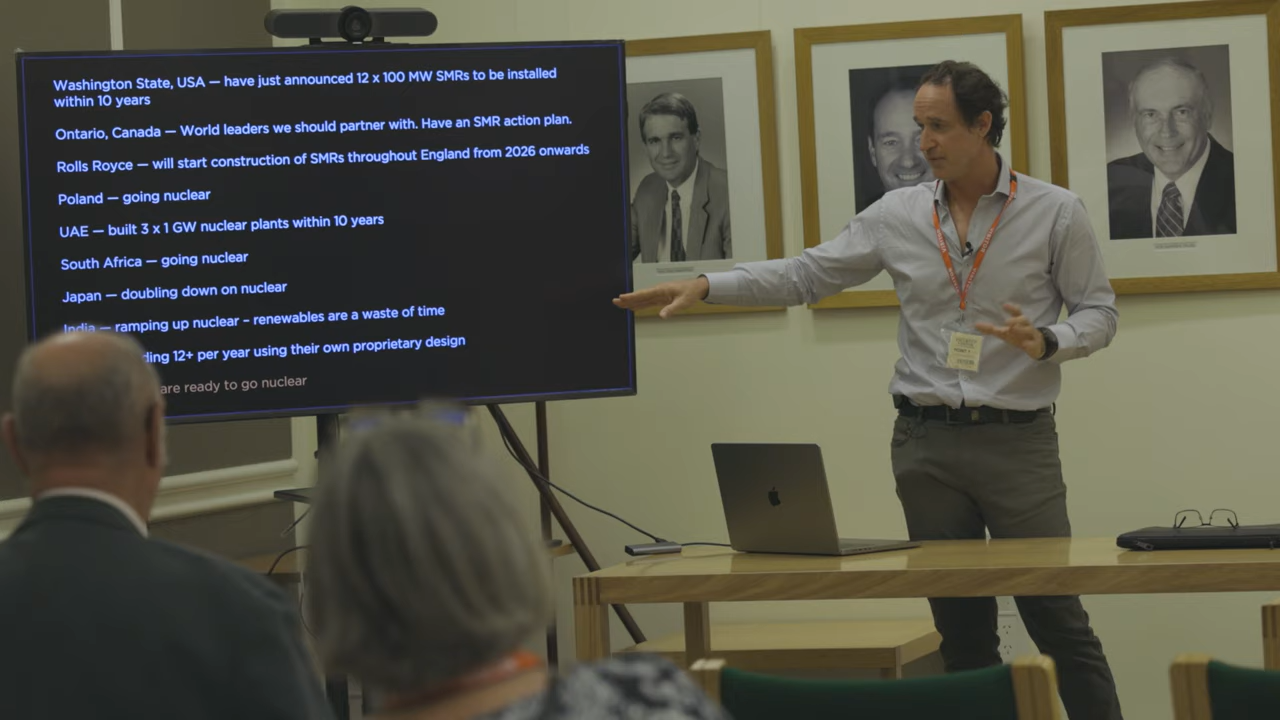 Washington State, USA — have just announced 12 x 100 MW SMRs to be installed
within 10 years
Ontario, Canada — World leaders we should partner with. Have an SMR action plan.
Rolls Royce — will start construction of SMRs throughout England from 2026 onwards
Poland — going nuclear
UAE — built 3 x 1 GW nuclear plants within 10 years
South Africa — going nuclear
Japan — doubling down on nuclear
India — ramping up nuclear – renewables are a waste of time
12+ per year using their own proprietary design
are ready to go nuclear